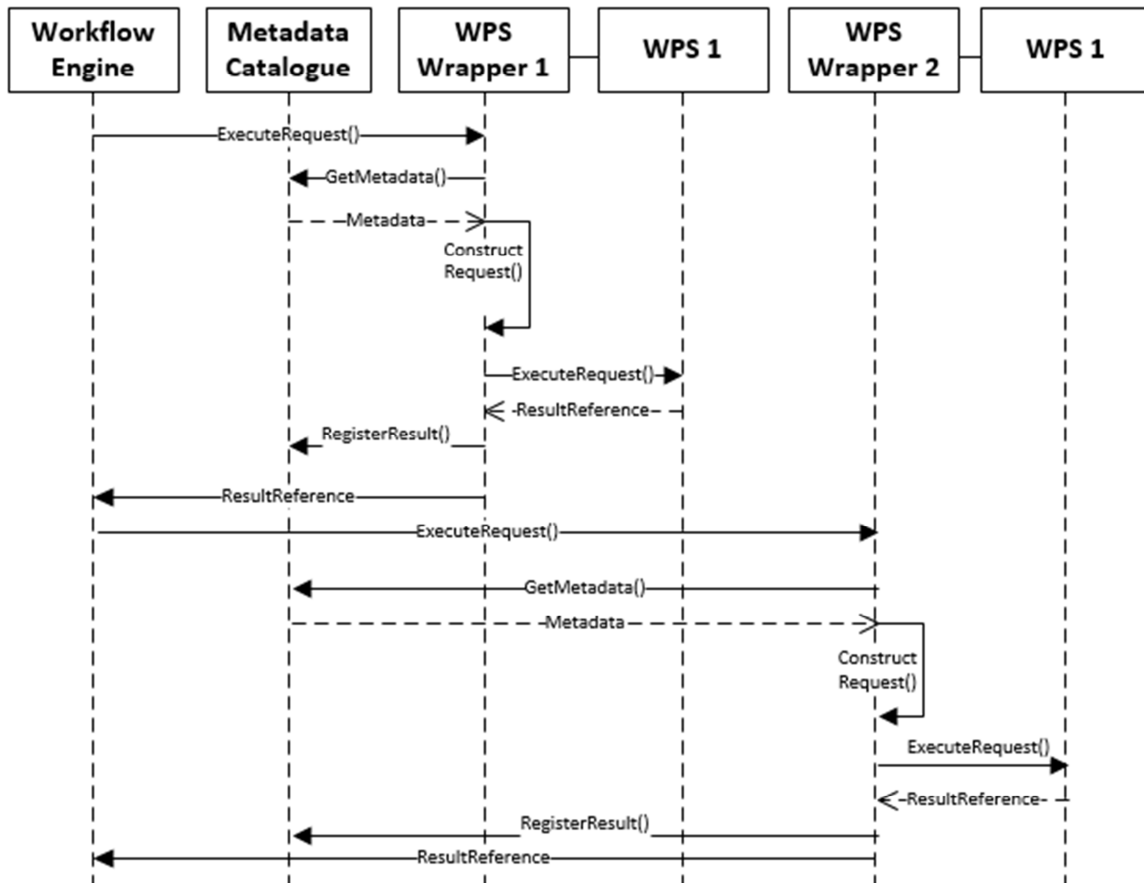 Workflow
Engine
Metadata
Catalogue
WPS
Wrapper 1
WPS 1
WPS
Wrapper 2
WPS 1
ExecuteRequest()
GetMetadata()
Metadata
Construct
Request()
ExecuteRequest()
ResultReference
RegisterResult()
ResultReference
ExecuteRequest()
GetMetadata()
Metadata
Construct
Request()
ExecuteRequest()
ResultReference
RegisterResult()
ResultReference